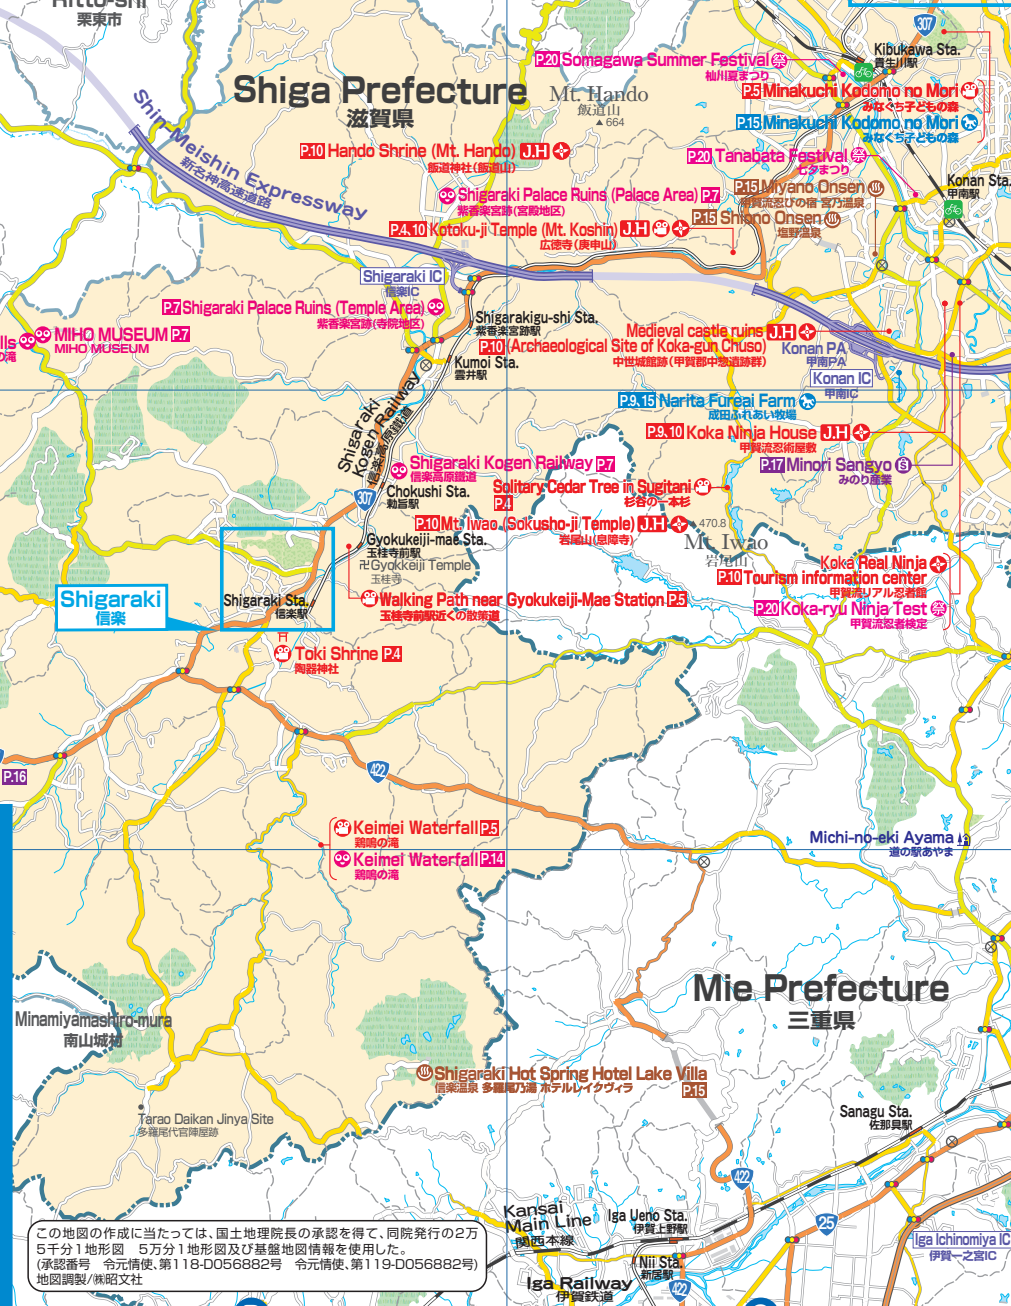 Ritto-shi
栗東市
307
Kibukawa Sta.
貴生川駅
P.20 Somagawa Summer Festival 祭
杣川夏まつり
Shiga Prefecture
滋賀県
Mt. Hando
飯道山
▲664
P.5 Minakuchi Kodomo no Mori
みなくち子どもの森
P.15 Minakuchi Kodomo no Mori
みなくち子どもの森
Shin-Meishin Expressway
新名神高速道路
P.10 Hando Shrine (Mt. Hando) J.H
飯道神社(飯道山)
P.20 Tanabata Festival 祭
七夕まつり
Konan Sta.
甲南駅
Shigaraki Palace Ruins (Palace Area) P.7
紫香楽宮跡(宮殿地区)
P.15 Miyano Onsen
甲賀流忍びの宿 宮乃温泉
P.15 Shiono Onsen
塩野温泉
P.4,10 Kotoku-ji Temple (Mt. Koshin) J.H
広徳寺(庚申山)
Shigaraki IC
信楽IC
P.7 Shigaraki Palace Ruins (Temple Area)
紫香楽宮跡(寺院地区)
Shigarakigu-shi Sta.
紫香楽宮跡駅
lls
の滝
MIHO MUSEUM P.7
MIHO MUSEUM
Medieval castle ruins J.H
P.10 (Archaeological Site of Koka-gun Chuso)
中世城館跡(甲賀郡中惣遺跡群)
Konan PA
甲南PA
Kumoi Sta.
雲井駅
Konan IC
甲南IC
Shigaraki
Kogen Railway
信楽高原鐵道
P.9, 15 Narita Fureai Farm
成田ふれあい牧場
P.9, 10 Koka Ninja House J.H
甲賀流忍術屋敷
Shigaraki Kogen Railway P.7
信楽高原鐵道
P.17 Minori Sangyo
みのり産業
307
Chokushi Sta.
勅旨駅
Solitary Cedar Tree in Sugitani
P.4
杉谷の一本杉
P.10 Mt. Iwao (Sokusho-ji Temple) J.H
岩尾山(息障寺)
470.8
Mt. Iwao
岩尾山
Gyokukeiji-mae Sta.
玉桂寺前駅
卍Gyokkeiji Temple
玉桂寺
Koka Real Ninja
P.10 Tourism information center
甲賀流リアル忍者館
Shigaraki
信楽
Shigaraki Sta.
信楽駅
Walking Path near Gyokukeiji-Mae Station P.5
玉桂寺前駅近くの散策道
P.20 Koka-ryu Ninja Test 祭
甲賀流忍者検定
Toki Shrine P.4
陶器神社
P.16
422
Keimei Waterfall P.5
鶏鳴の滝
Keimei Waterfall P.14
鶏鳴の滝
Michi-no-eki Ayama
道の駅あやま
Mie Prefecture
三重県
Minamiyamashiro-mura
南山城村
Shigaraki Hot Spring Hotel Lake Villa
信楽温泉 多羅尾乃湯 ホテルレイクヴィラ
P.15
Tarao Daikan Jinya Site
多羅尾代官陣屋跡
Sanagu Sta.
佐那具駅
422
Kansai
Main Line
関西本線
Iga Ueno Sta.
伊賀上野駅
25
Iga Ichinomiya IC
伊賀一之宮IC
Nii Sta.
新居駅
Iga Railway
伊賀鉄道
422
この地図の作成に当たっては、国土地理院長の承認を得て、同院発行の2万
5千分1地形図　5万分1地形図及び基盤地図情報を使用した。
(承認番号　令元情使、第118-D056882号　令元情使、第119-D056882号)
地図調製/㈱昭文社